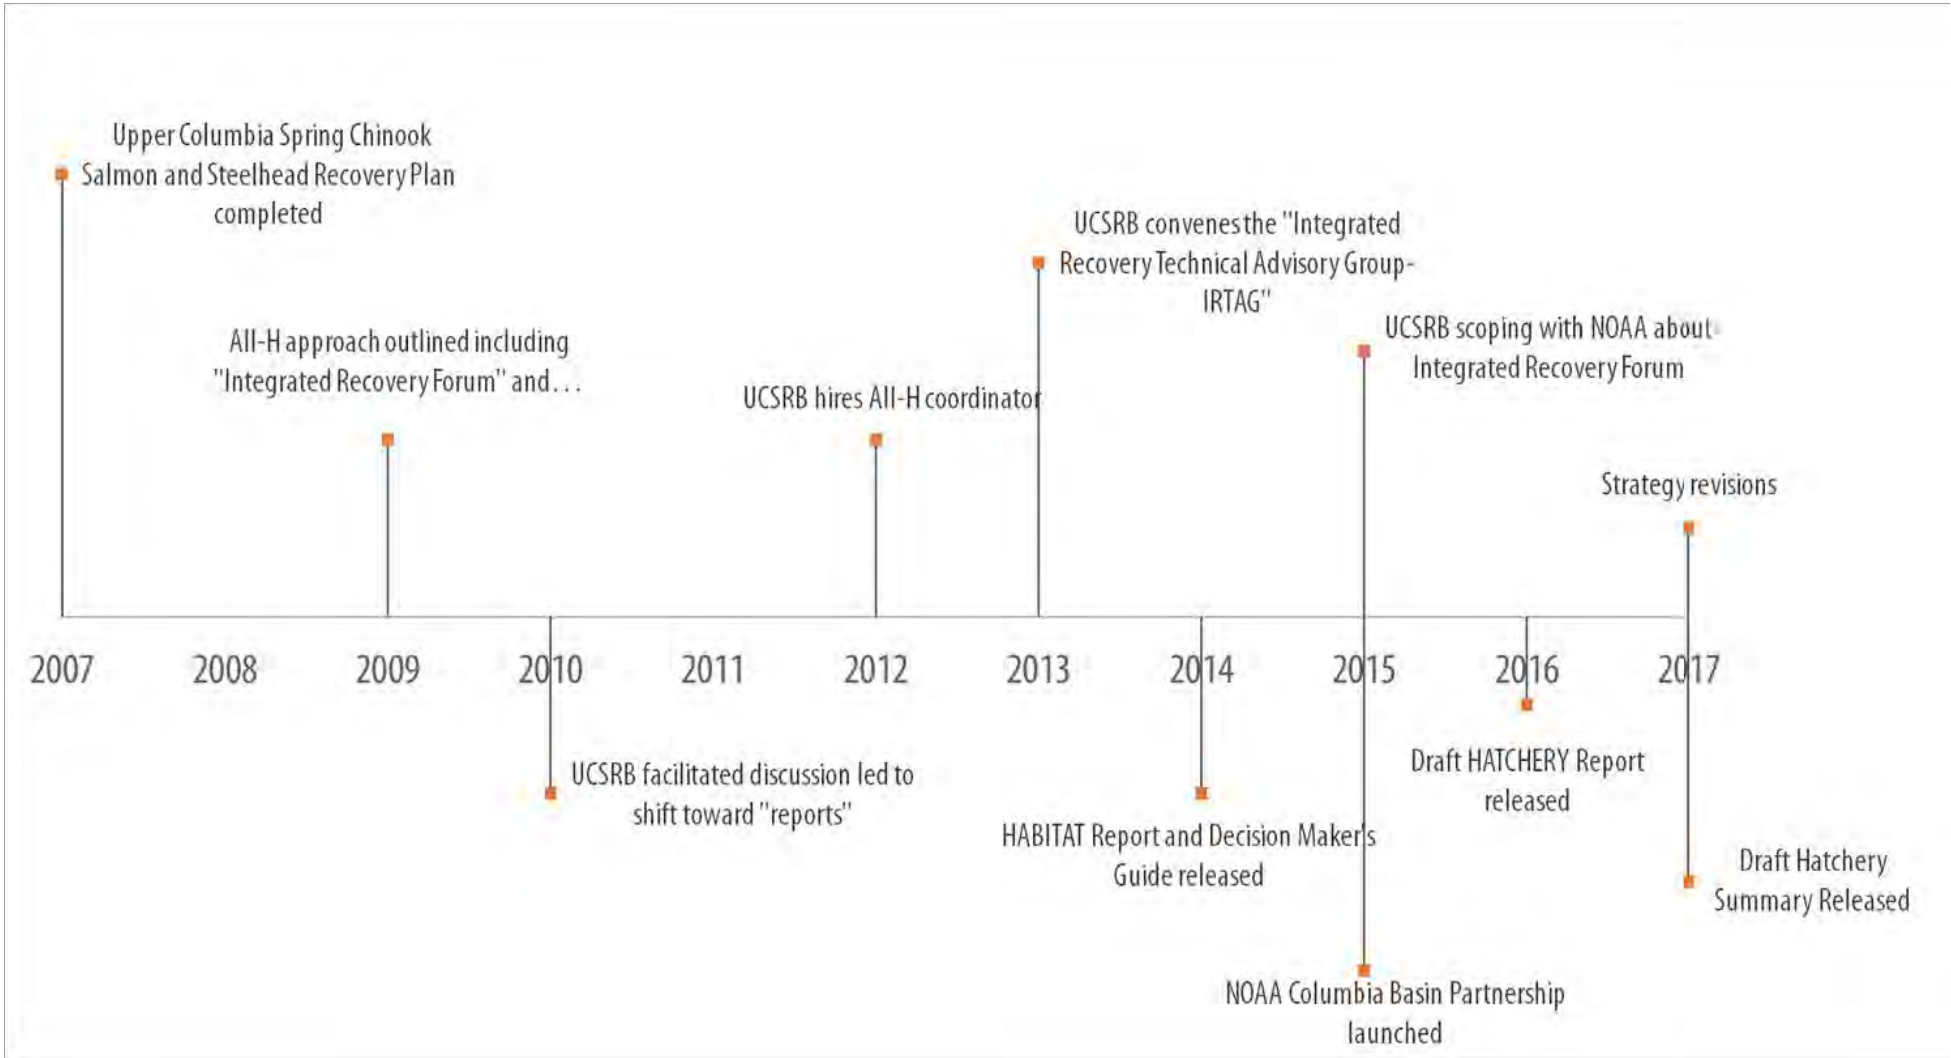 Upper Columbia Spring Chinook
Salmon and Steelhead Recovery Plan
completed
All-H approach outlined including
"Integrated Recovery Forum" and...
UCSRB hires All-H coordinator
UCSRB convenes the "Integrated
Recovery Technical Advisory Group-
IRTAG"
UCSRB scoping with NOAA about
Integrated Recovery Forum
Strategy revisions
2007 2008 2009 2010 2011 2012 2013 2014 2015 2016 2017
UCSRB facilitated discussion led to
shift toward "reports"
HABITAT Report and Decision Maker's
Guide released
Draft HATCHERY Report
released
Draft Hatchery
Summary Released
NOAA Columbia Basin Partnership
launched